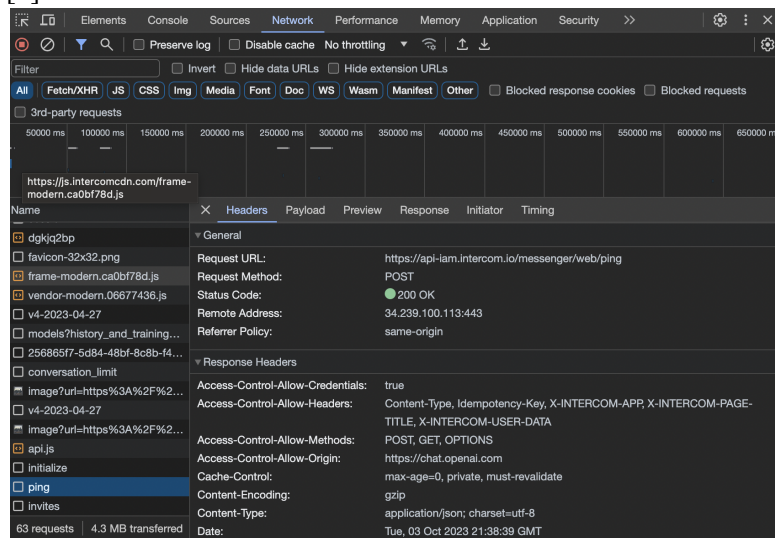 Elements Console Sources Network Performance Memory Application Security
Preserve log Disable cache No throttling
Filter Invert Hide data URLs Hide extension URLs
All Fetch/XHR JS CSS Img Media Font Doc WS Wasm Manifest Other Blocked response cookies Blocked requests
3rd-party requests
50000 ms 100000 ms 150000 ms 200000 ms 250000 ms 300000 ms 350000 ms 400000 ms 450000 ms 500000 ms 550000 ms 600000 ms 650000 m
https://js.intercomcdn.com/frame-
modern.ca0bf78d.js
Name
Headers Payload Preview Response Initiator Timing
dgkjq2bp
favicon-32x32.png
frame-modern.ca0bf78d.js
vendor-modern.06677436.js
v4-2023-04-27
models?history_and_training...
256865f7-5d84-48bf-8c8b-f4...
conversation_limit
image?url=https%3A%2F%2...
v4-2023-04-27
image?url=https%3A%2F%2...
api.js
initialize
ping
invites
63 requests 4.3 MB transferred
General
Request URL: https://api-iam.intercom.io/messenger/web/ping
Request Method: POST
Status Code: 200 OK
Remote Address: 34.239.100.113:443
Referrer Policy: same-origin
Response Headers
Access-Control-Allow-Credentials: true
Access-Control-Allow-Headers: Content-Type, Idempotency-Key, X-INTERCOM-APP, X-INTERCOM-PAGE-
TITLE, X-INTERCOM-USER-DATA
Access-Control-Allow-Methods: POST, GET, OPTIONS
Access-Control-Allow-Origin: https://chat.openai.com
Cache-Control: max-age=0, private, must-revalidate
Content-Encoding: gzip
Content-Type: application/json; charset=utf-8
Date: Tue, 03 Oct 2023 21:38:39 GMT